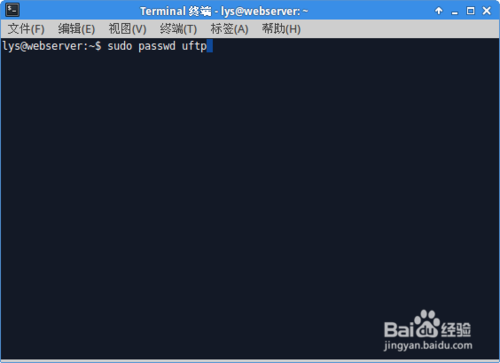 Terminal 终端 - lys@webserver: ~
文件(F) 编辑(E) 视图(V) 终端(T) 标签(A) 帮助(H)
lys@webserver:~$ sudo passwd uftp
Bai du 经验
jingyan.baidu.com